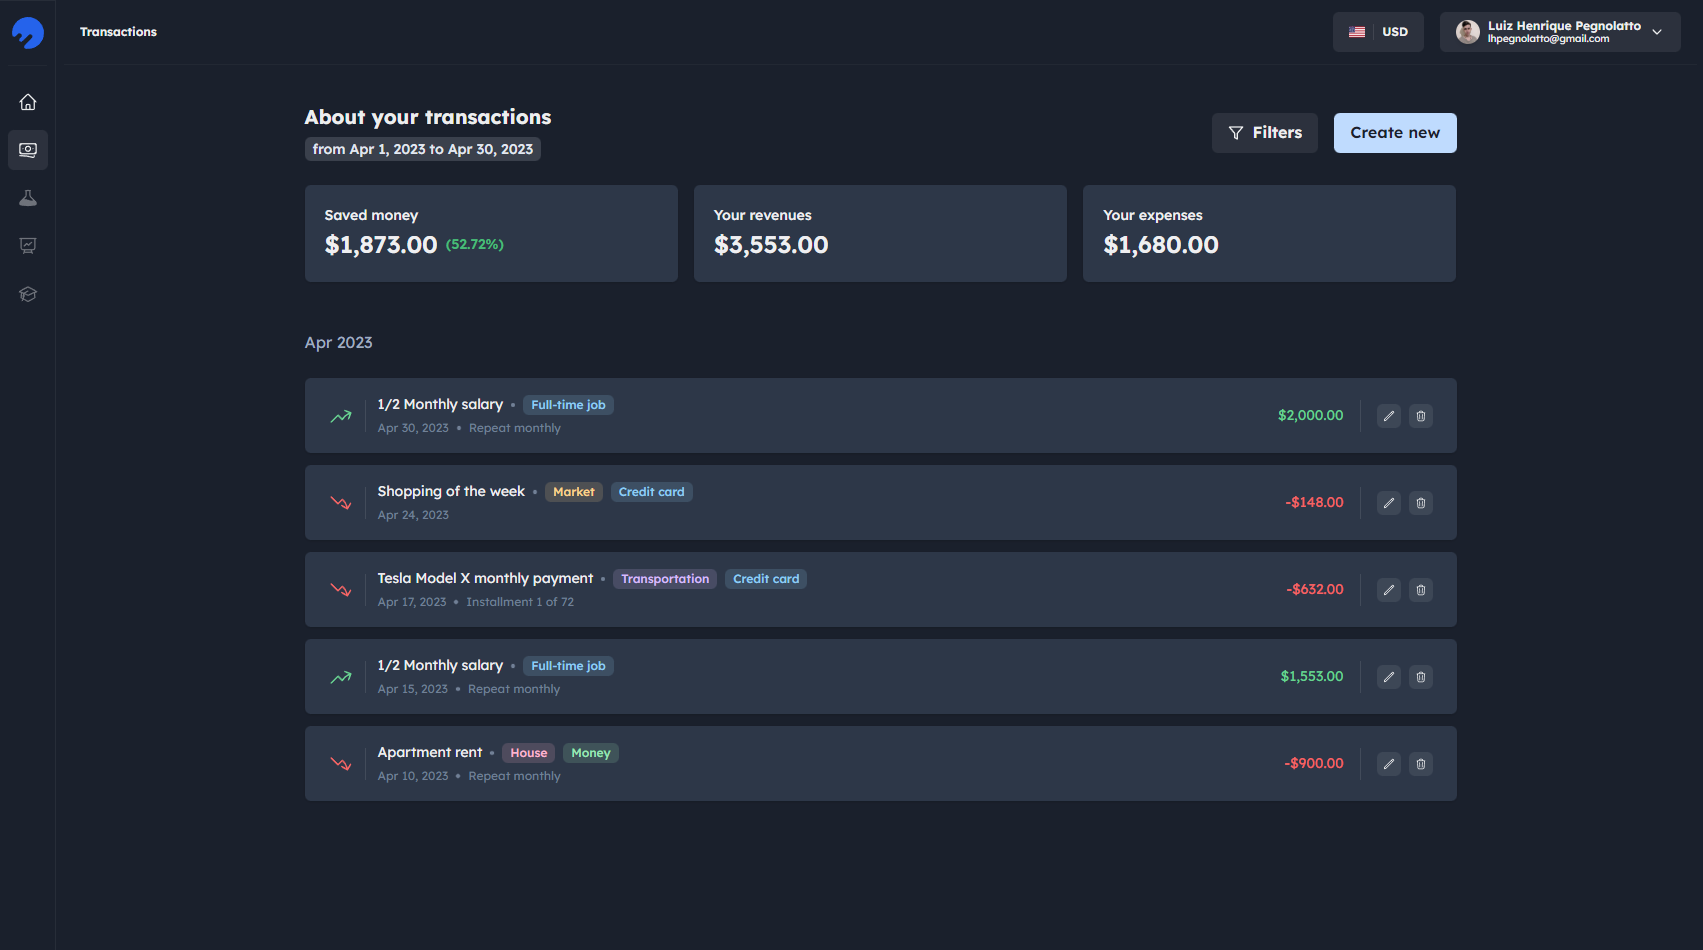 Transactions
USD
Luiz Henrique Pegnolatto
lhpegnolatto@gmail.com
About your transactions
from Apr 1, 2023 to Apr 30, 2023
Filters
Create new
Saved money
$1,873.00 (52.72%)
Your revenues
$3,553.00
Your expenses
$1,680.00
Apr 2023
1/2 Monthly salary • Full-time job
Apr 30, 2023 • Repeat monthly
$2,000.00
Shopping of the week • Market Credit card
Apr 24, 2023
-$148.00
Tesla Model X monthly payment • Transportation Credit card
Apr 17, 2023 • Installment 1 of 72
-$632.00
1/2 Monthly salary • Full-time job
Apr 15, 2023 • Repeat monthly
$1,553.00
Apartment rent • House Money
Apr 10, 2023 • Repeat monthly
-$900.00